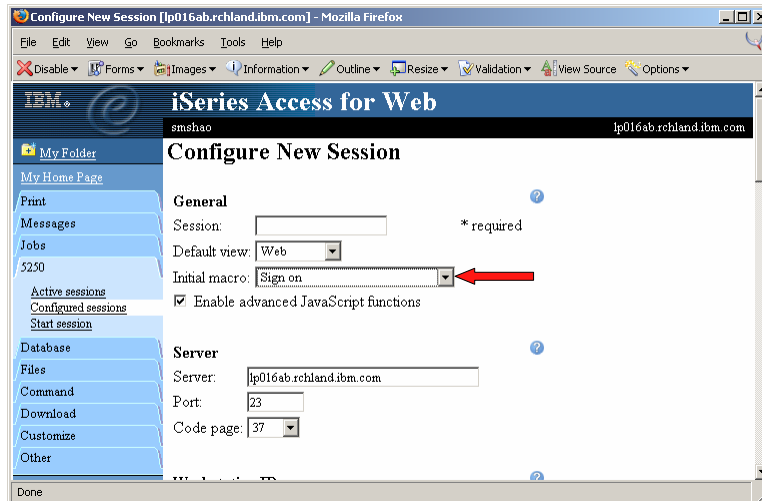 Configure New Session [lp016ab.rchland.ibm.com] - Mozilla Firefox
File Edit View Go Bookmarks Tools Help
Disable Forms Images Information Outline Resize Validation View Source Options
IBM® iSeries Access for Web
smshao lp016ab.rchland.ibm.com
My Folder
My Home Page
Print
Messages
Jobs
5250
Active sessions
Configured sessions
Start session
Database
Files
Command
Download
Customize
Other
Configure New Session
General ?
Session: * required
Default view: Web
Initial macro: Sign on
Enable advanced JavaScript functions
Server ?
Server: lp016ab.rchland.ibm.com
Port: 23
Code page: 37
Done